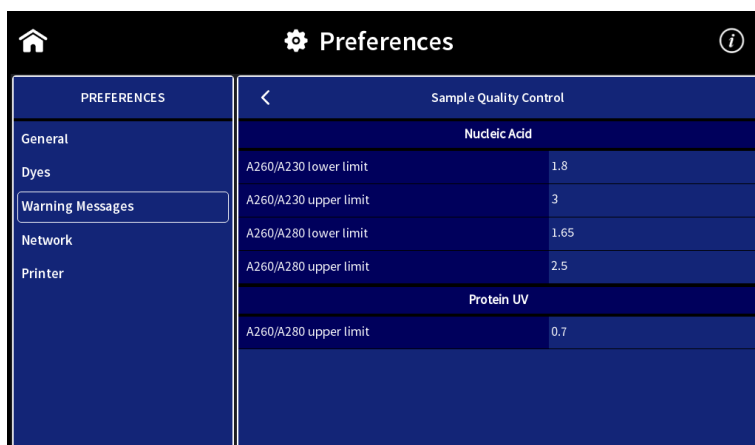 Preferences
PREFERENCES
General
Dyes
Warning Messages
Network
Printer
Sample Quality Control
Nucleic Acid
A260/A230 lower limit 1.8
A260/A230 upper limit 3
A260/A280 lower limit 1.65
A260/A280 upper limit 2.5
Protein UV
A260/A280 upper limit 0.7